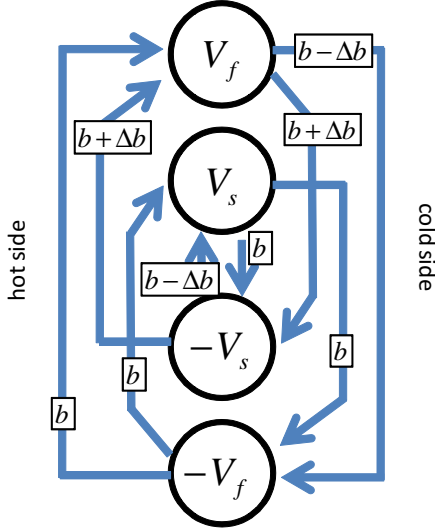 V_f
b − Δb
b + Δb
b + Δb
V_s
b
b − Δb
hot side
cold side
−V_s
b
b
b
−V_f